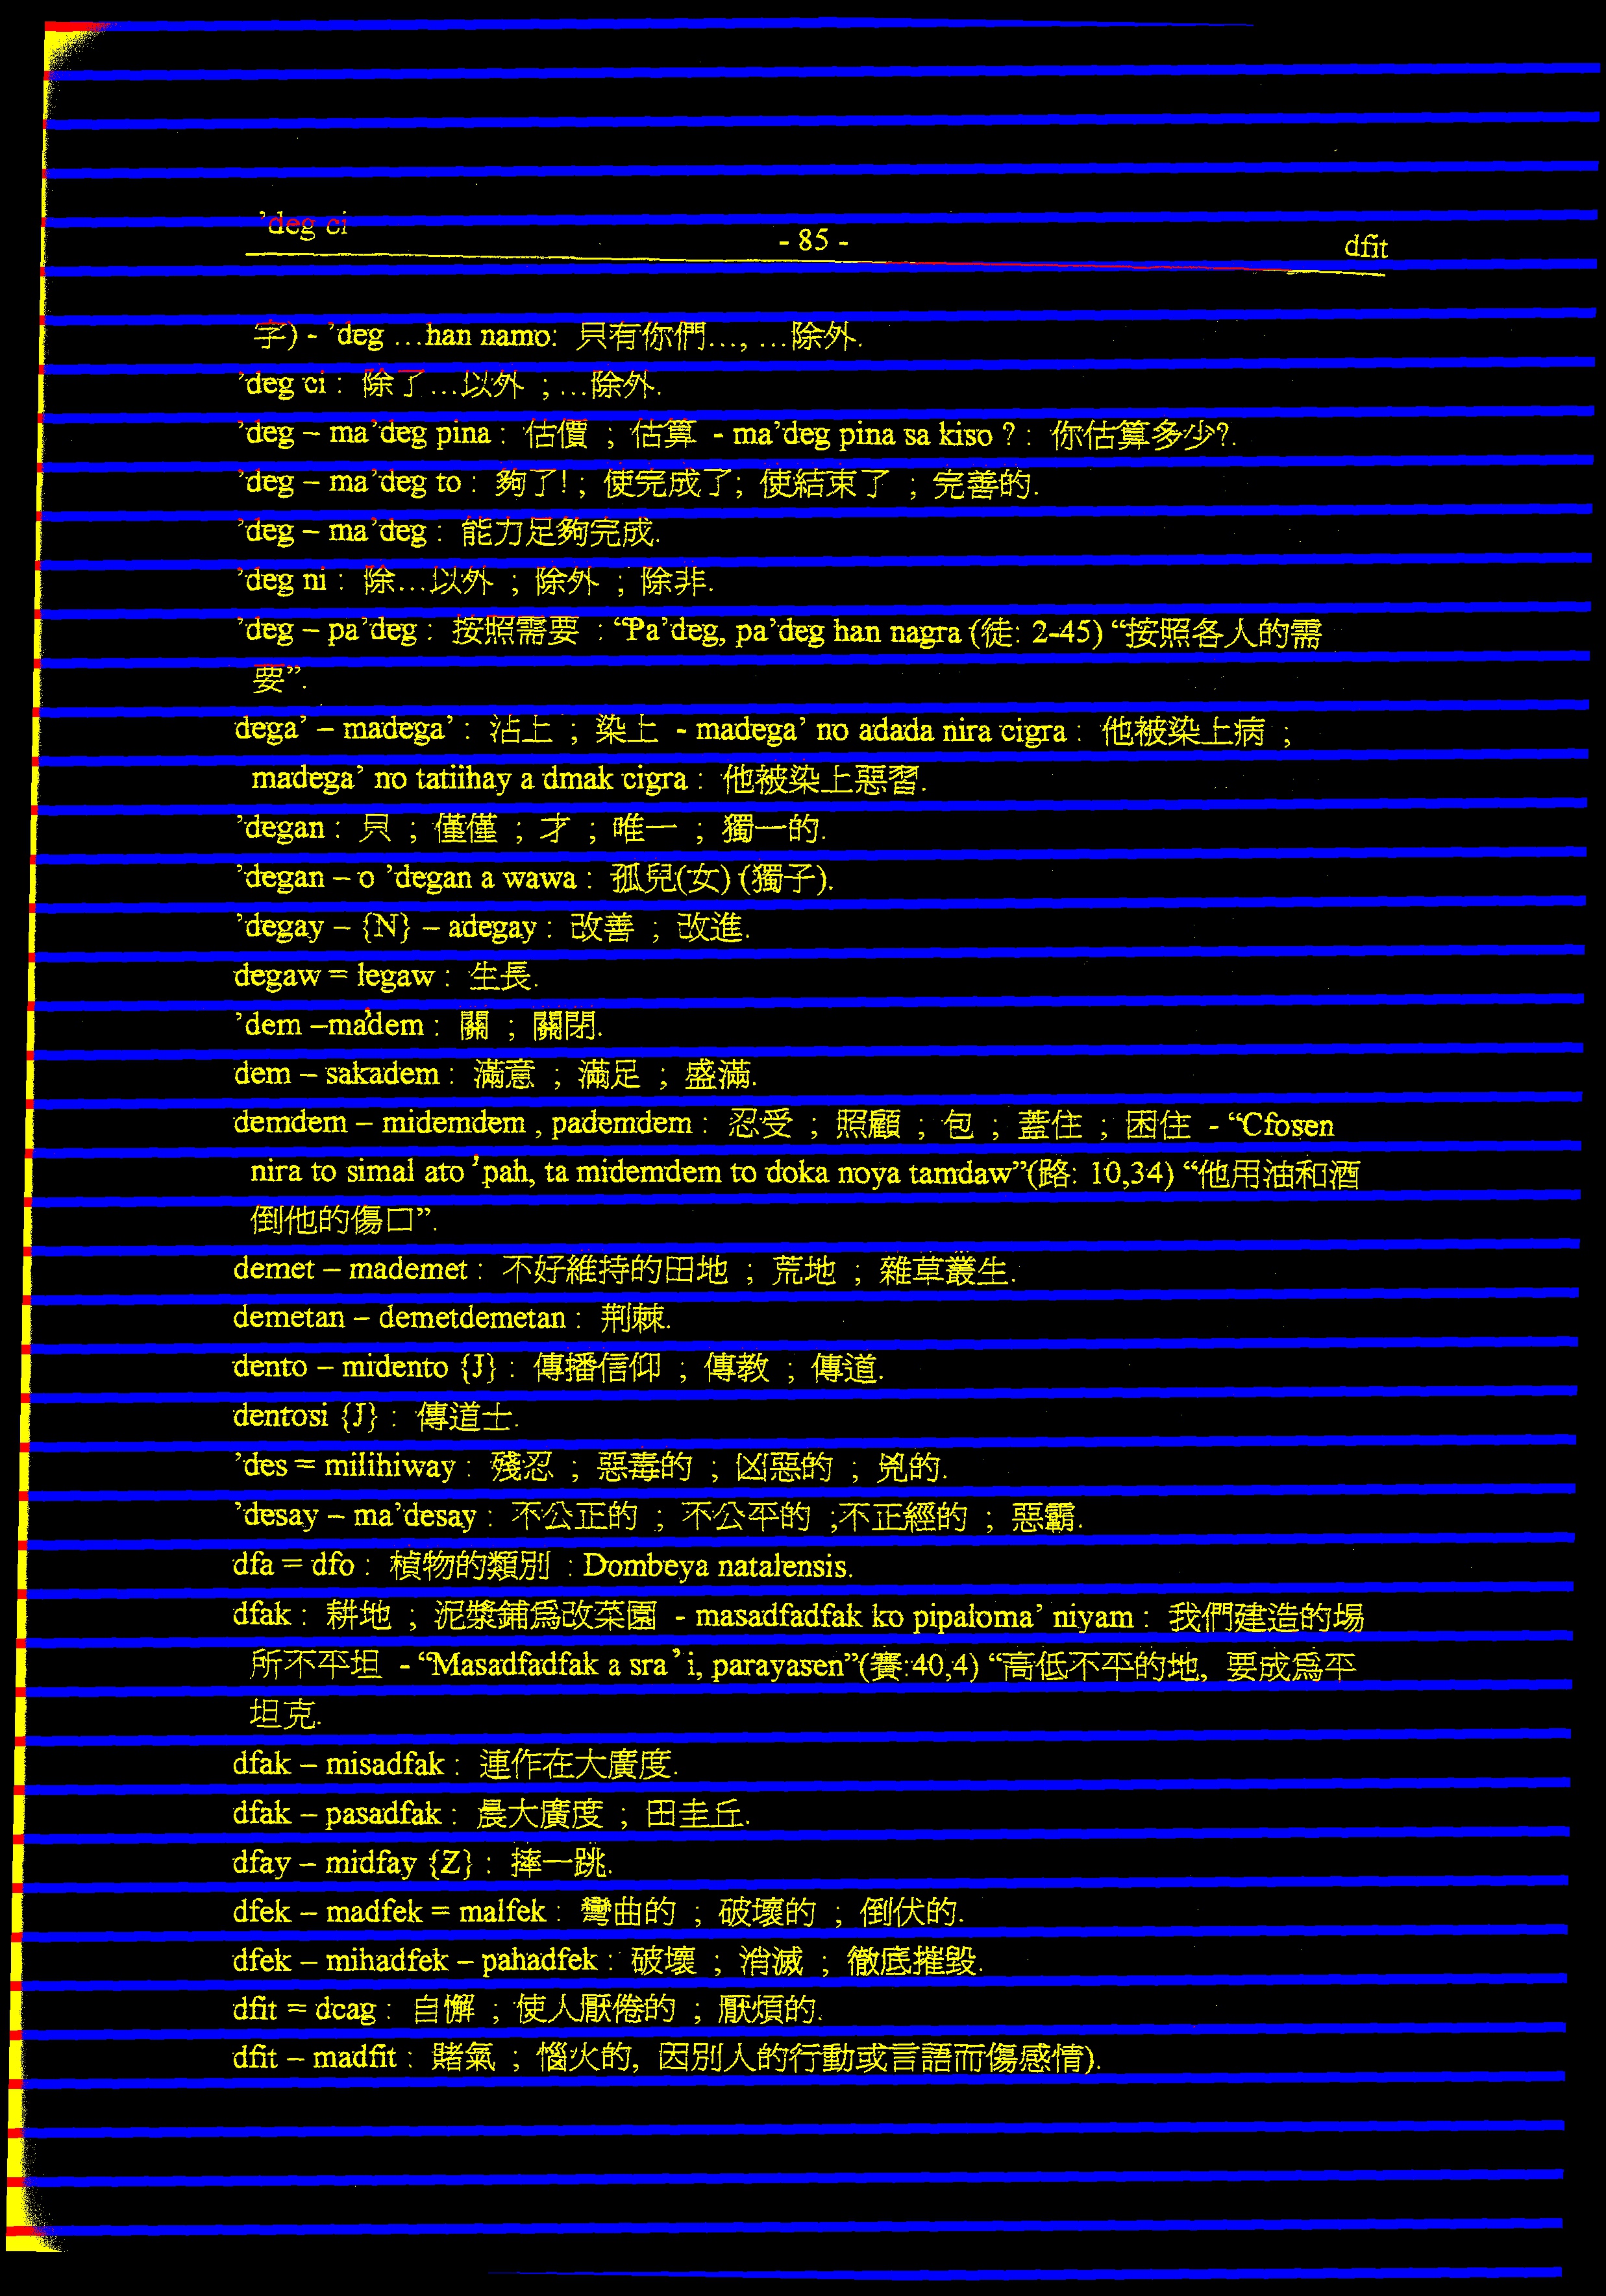 ’deg ci
- 85 -
dfit
字) - ’deg …han namo: 只有你們…, …除外.
’deg ci : 除了…以外 ; …除外.
’deg – ma’deg pina : 估價 ; 估算 - ma’deg pina sa kiso ? : 你估算多少?.
’deg – ma’deg to : 夠了! ; 使完成了; 使結束了 ; 完善的.
’deg – ma’deg : 能力足夠完成.
’deg ni : 除…以外 ; 除外 ; 除非.
’deg – pa’deg : 按照需要 : “Pa’deg, pa’deg han nagra (徒: 2-45) “按照各人的需
要”.
dega’ – madega’ : 沾上 ; 染上 - madega’ no adada nira cigra : 他被染上病 ;
madega’ no tatiihay a dmak cigra : 他被染上惡習.
’degan : 只 ; 僅僅 ; 才 ; 唯一 ; 獨一的.
’degan – o ’degan a wawa : 孤兒(女) (獨子).
’degay – {N} – adegay : 改善 ; 改進.
degaw = legaw : 生長.
’dem –ma’dem : 關 ; 關閉.
dem – sakadem : 滿意 ; 滿足 ; 盛滿.
demdem – midemdem , pademdem : 忍受 ; 照顧 ; 包 ; 蓋住 ; 困住 - “Cfosen
nira to simal ato ’pah, ta midemdem to doka noya tamdaw”(路: 10,34) “他用油和酒
倒他的傷口”.
demet – mademet : 不好維持的田地 ; 荒地 ; 雜草叢生.
demetan – demetdemetan : 荆棘.
dento – midento {J} : 傳播信仰 ; 傳教 ; 傳道.
dentosi {J} : 傳道士.
’des = milihiway : 殘忍 ; 惡毒的 ; 凶惡的 ; 兇的.
’desay – ma’desay : 不公正的 ; 不公平的 ;不正經的 ; 惡霸.
dfa = dfo : 植物的類別 : Dombeya natalensis.
dfak : 耕地 ; 泥漿鋪爲改菜園 - masadfadfak ko pipaloma’ niyam : 我們建造的場
所不平坦 - “Masadfadfak a sra’i, parayasen”(賽:40,4) “高低不平的地, 要成爲平
坦克.
dfak – misadfak : 連作在大廣度.
dfak – pasadfak : 晨大廣度 ; 田圭丘.
dfay – midfay {Z} : 摔一跳.
dfek – madfek = malfek : 彎曲的 ; 破壞的 ; 倒伏的.
dfek – mihadfek – pahadfek : 破壞 ; 消滅 ; 徹底摧毀.
dfit = dcag : 自懈 ; 使人厭倦的 ; 厭煩的.
dfit – madfit : 賭氣 ; 惱火的, 因別人的行動或言語而傷感情).